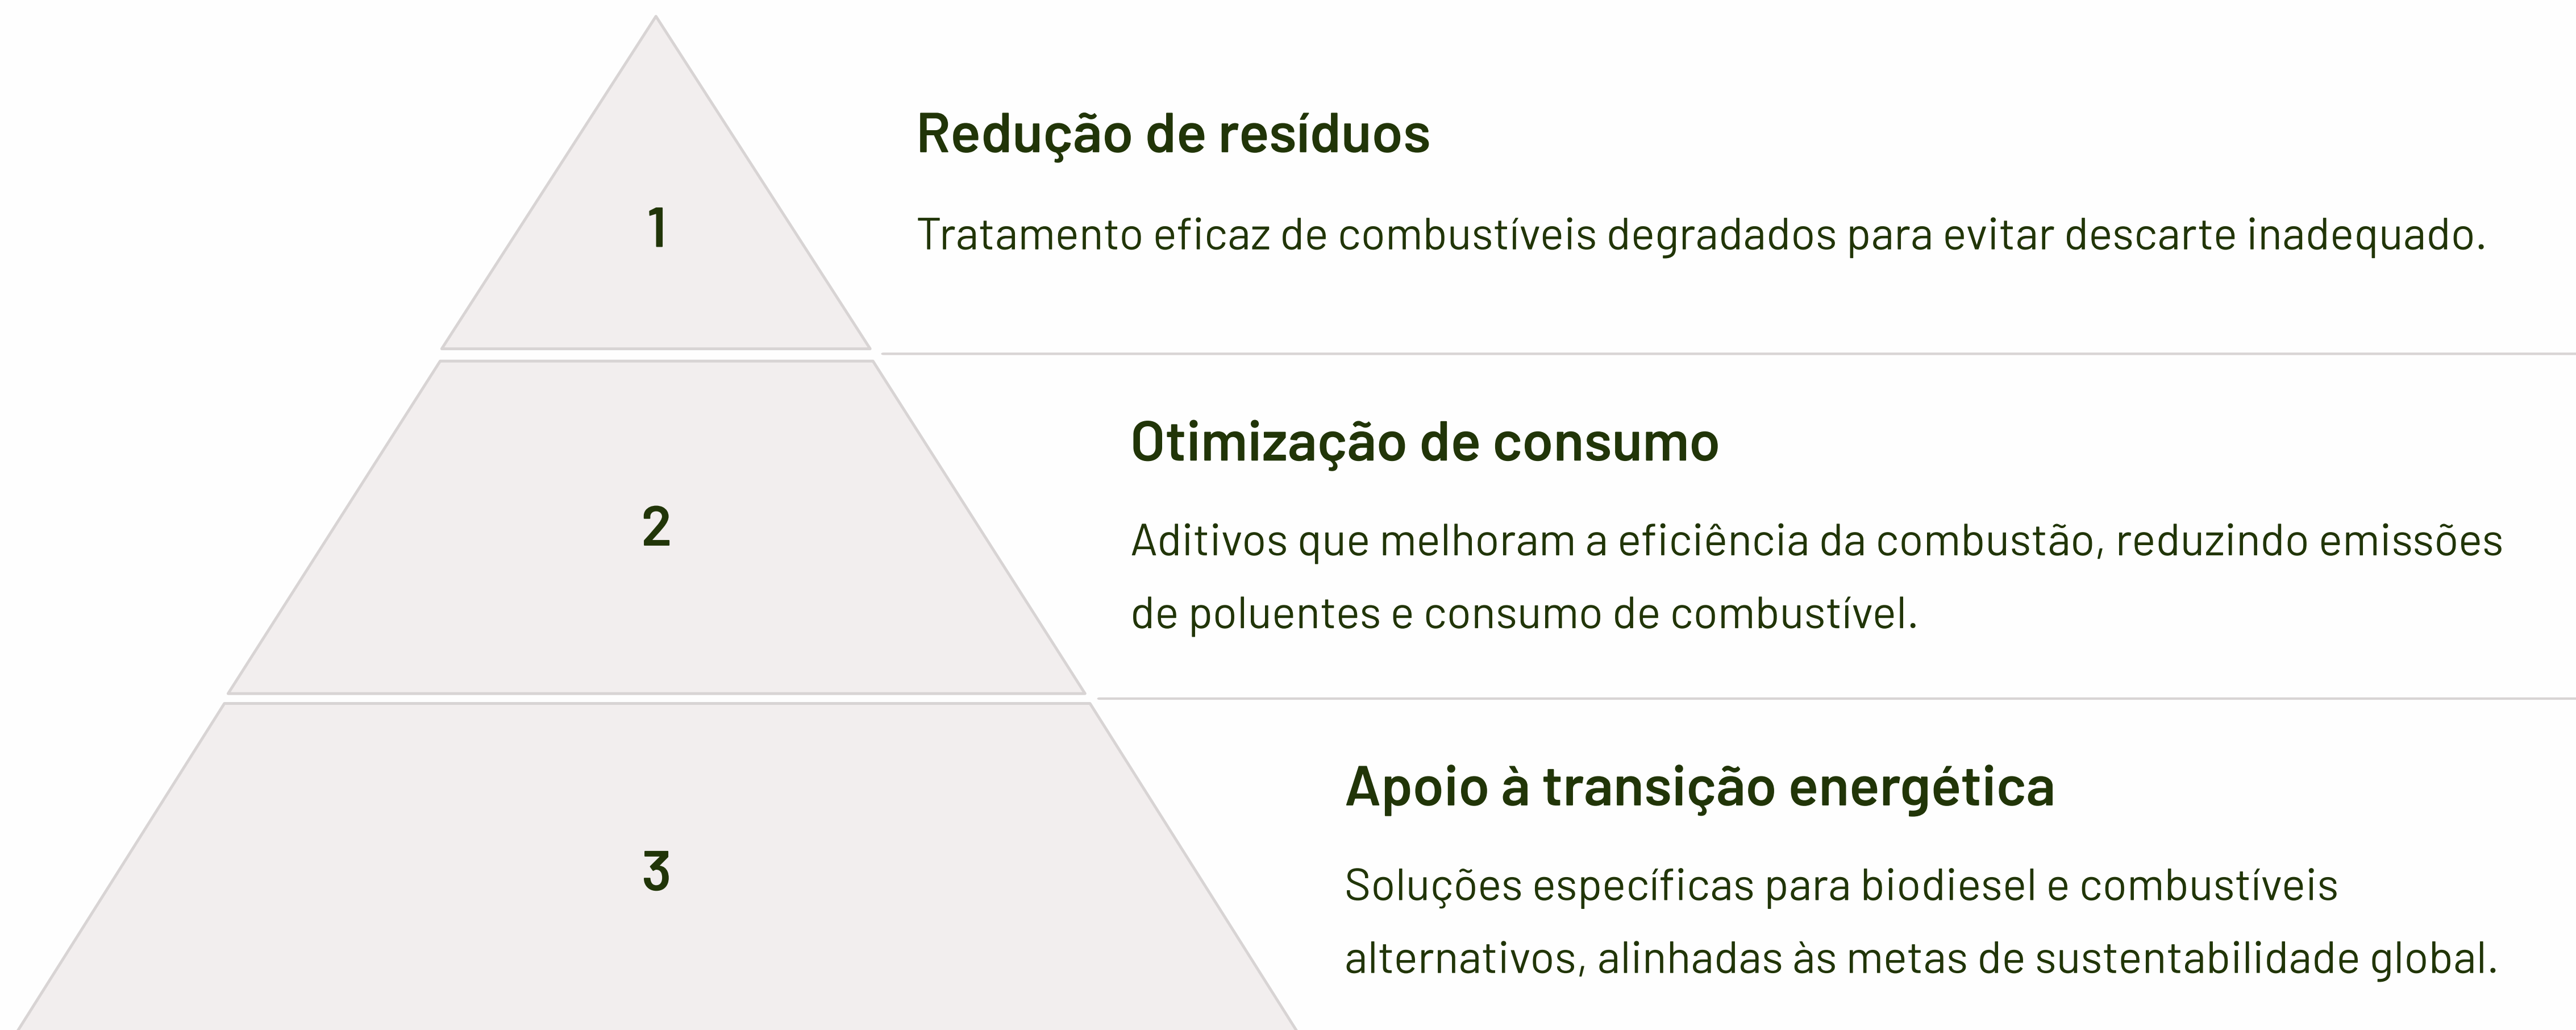 1
Redução de resíduos
Tratamento eficaz de combustíveis degradados para evitar descarte inadequado.
2
Otimização de consumo
Aditivos que melhoram a eficiência da combustão, reduzindo emissões
de poluentes e consumo de combustível.
3
Apoio à transição energética
Soluções específicas para biodiesel e combustíveis
alternativos, alinhadas às metas de sustentabilidade global.